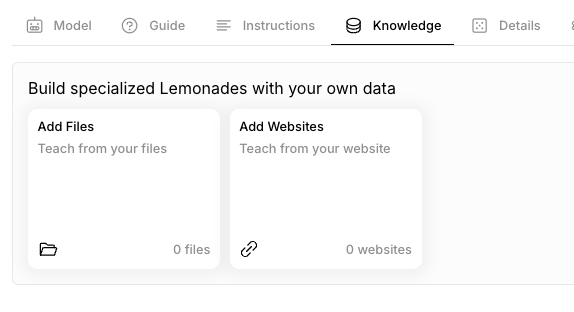 Model Guide Instructions Knowledge Details
Build specialized Lemonades with your own data
Add Files
Teach from your files
0 files
Add Websites
Teach from your website
0 websites